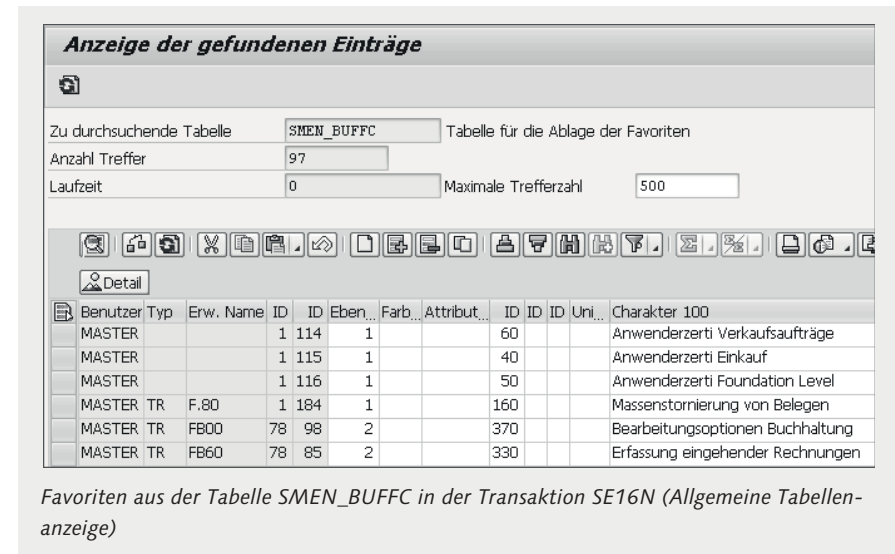 Anzeige der gefundenen Einträge
Zu durchsuchende Tabelle SMEN_BUFFC Tabelle für die Ablage der Favoriten
Anzahl Treffer 97
Laufzeit 0 Maximale Trefferzahl 500
Detail
Benutzer Typ Erw. Name ID ID Eben... Farb... Attribut... ID ID ID Uni... Charakter 100
MASTER 1 114 1 60 Anwenderzerti Verkaufsaufträge
MASTER 1 115 1 40 Anwenderzerti Einkauf
MASTER 1 116 1 50 Anwenderzerti Foundation Level
MASTER TR F.80 1 184 1 160 Massenstornierung von Belegen
MASTER TR FB00 78 98 2 370 Bearbeitungsoptionen Buchhaltung
MASTER TR FB60 78 85 2 330 Erfassung eingehender Rechnungen
Favoriten aus der Tabelle SMEN_BUFFC in der Transaktion SE16N (Allgemeine Tabellen-
anzeige)